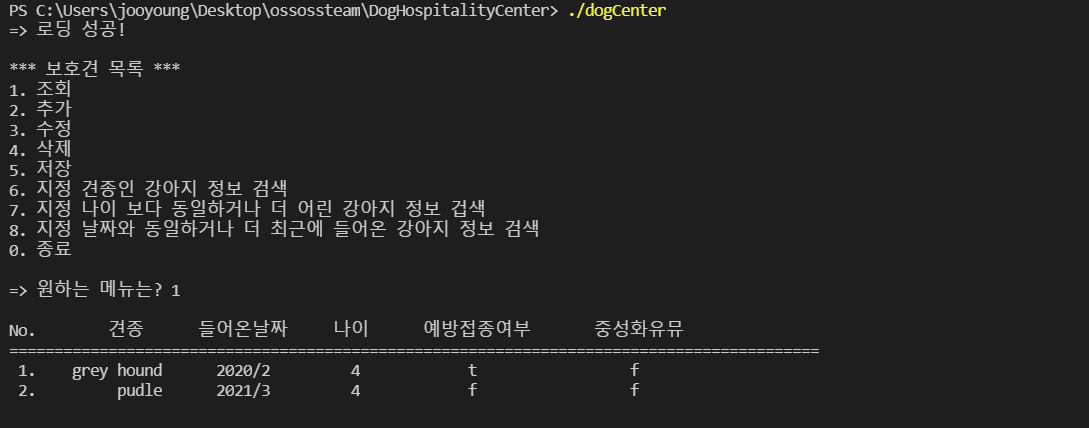 PS C:\Users\jooyoung\Desktop\ossossteam\DogHospitalityCenter> ./dogCenter
=> 로딩 성공!
*** 보호견 목록 ***
1. 조회
2. 추가
3. 수정
4. 삭제
5. 저장
6. 지정 견종인 강아지 정보 검색
7. 지정 나이 보다 동일하거나 더 어린 강아지 정보 겁색
8. 지정 날짜와 동일하거나 더 최근에 들어온 강아지 정보 검색
0. 종료
=> 원하는 메뉴는? 1
No. 견종 들어온날짜 나이 예방접종여부 중성화유뮤
==========================================================================================
1. grey hound 2020/2 4 t f
2. pudle 2021/3 4 f f